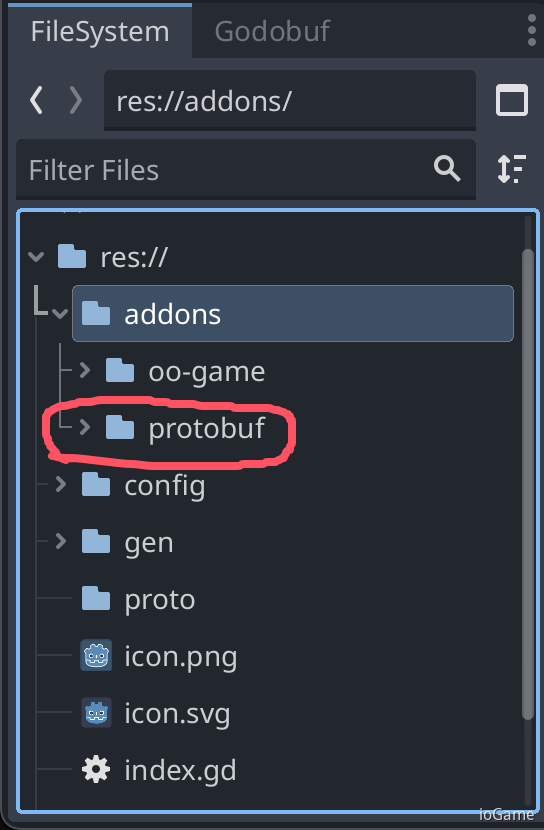 FileSystem Godobuf
res://addons/
Filter Files
res://
addons
oo-game
protobuf
config
gen
proto
icon.png
icon.svg
index.gd
ioGame